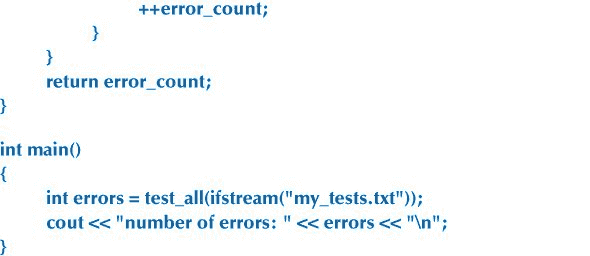 ++error_count;
}
}
return error_count;
}
int main()
{
int errors = test_all(ifstream("my_tests.txt"));
cout << "number of errors: " << errors << "\n";
}